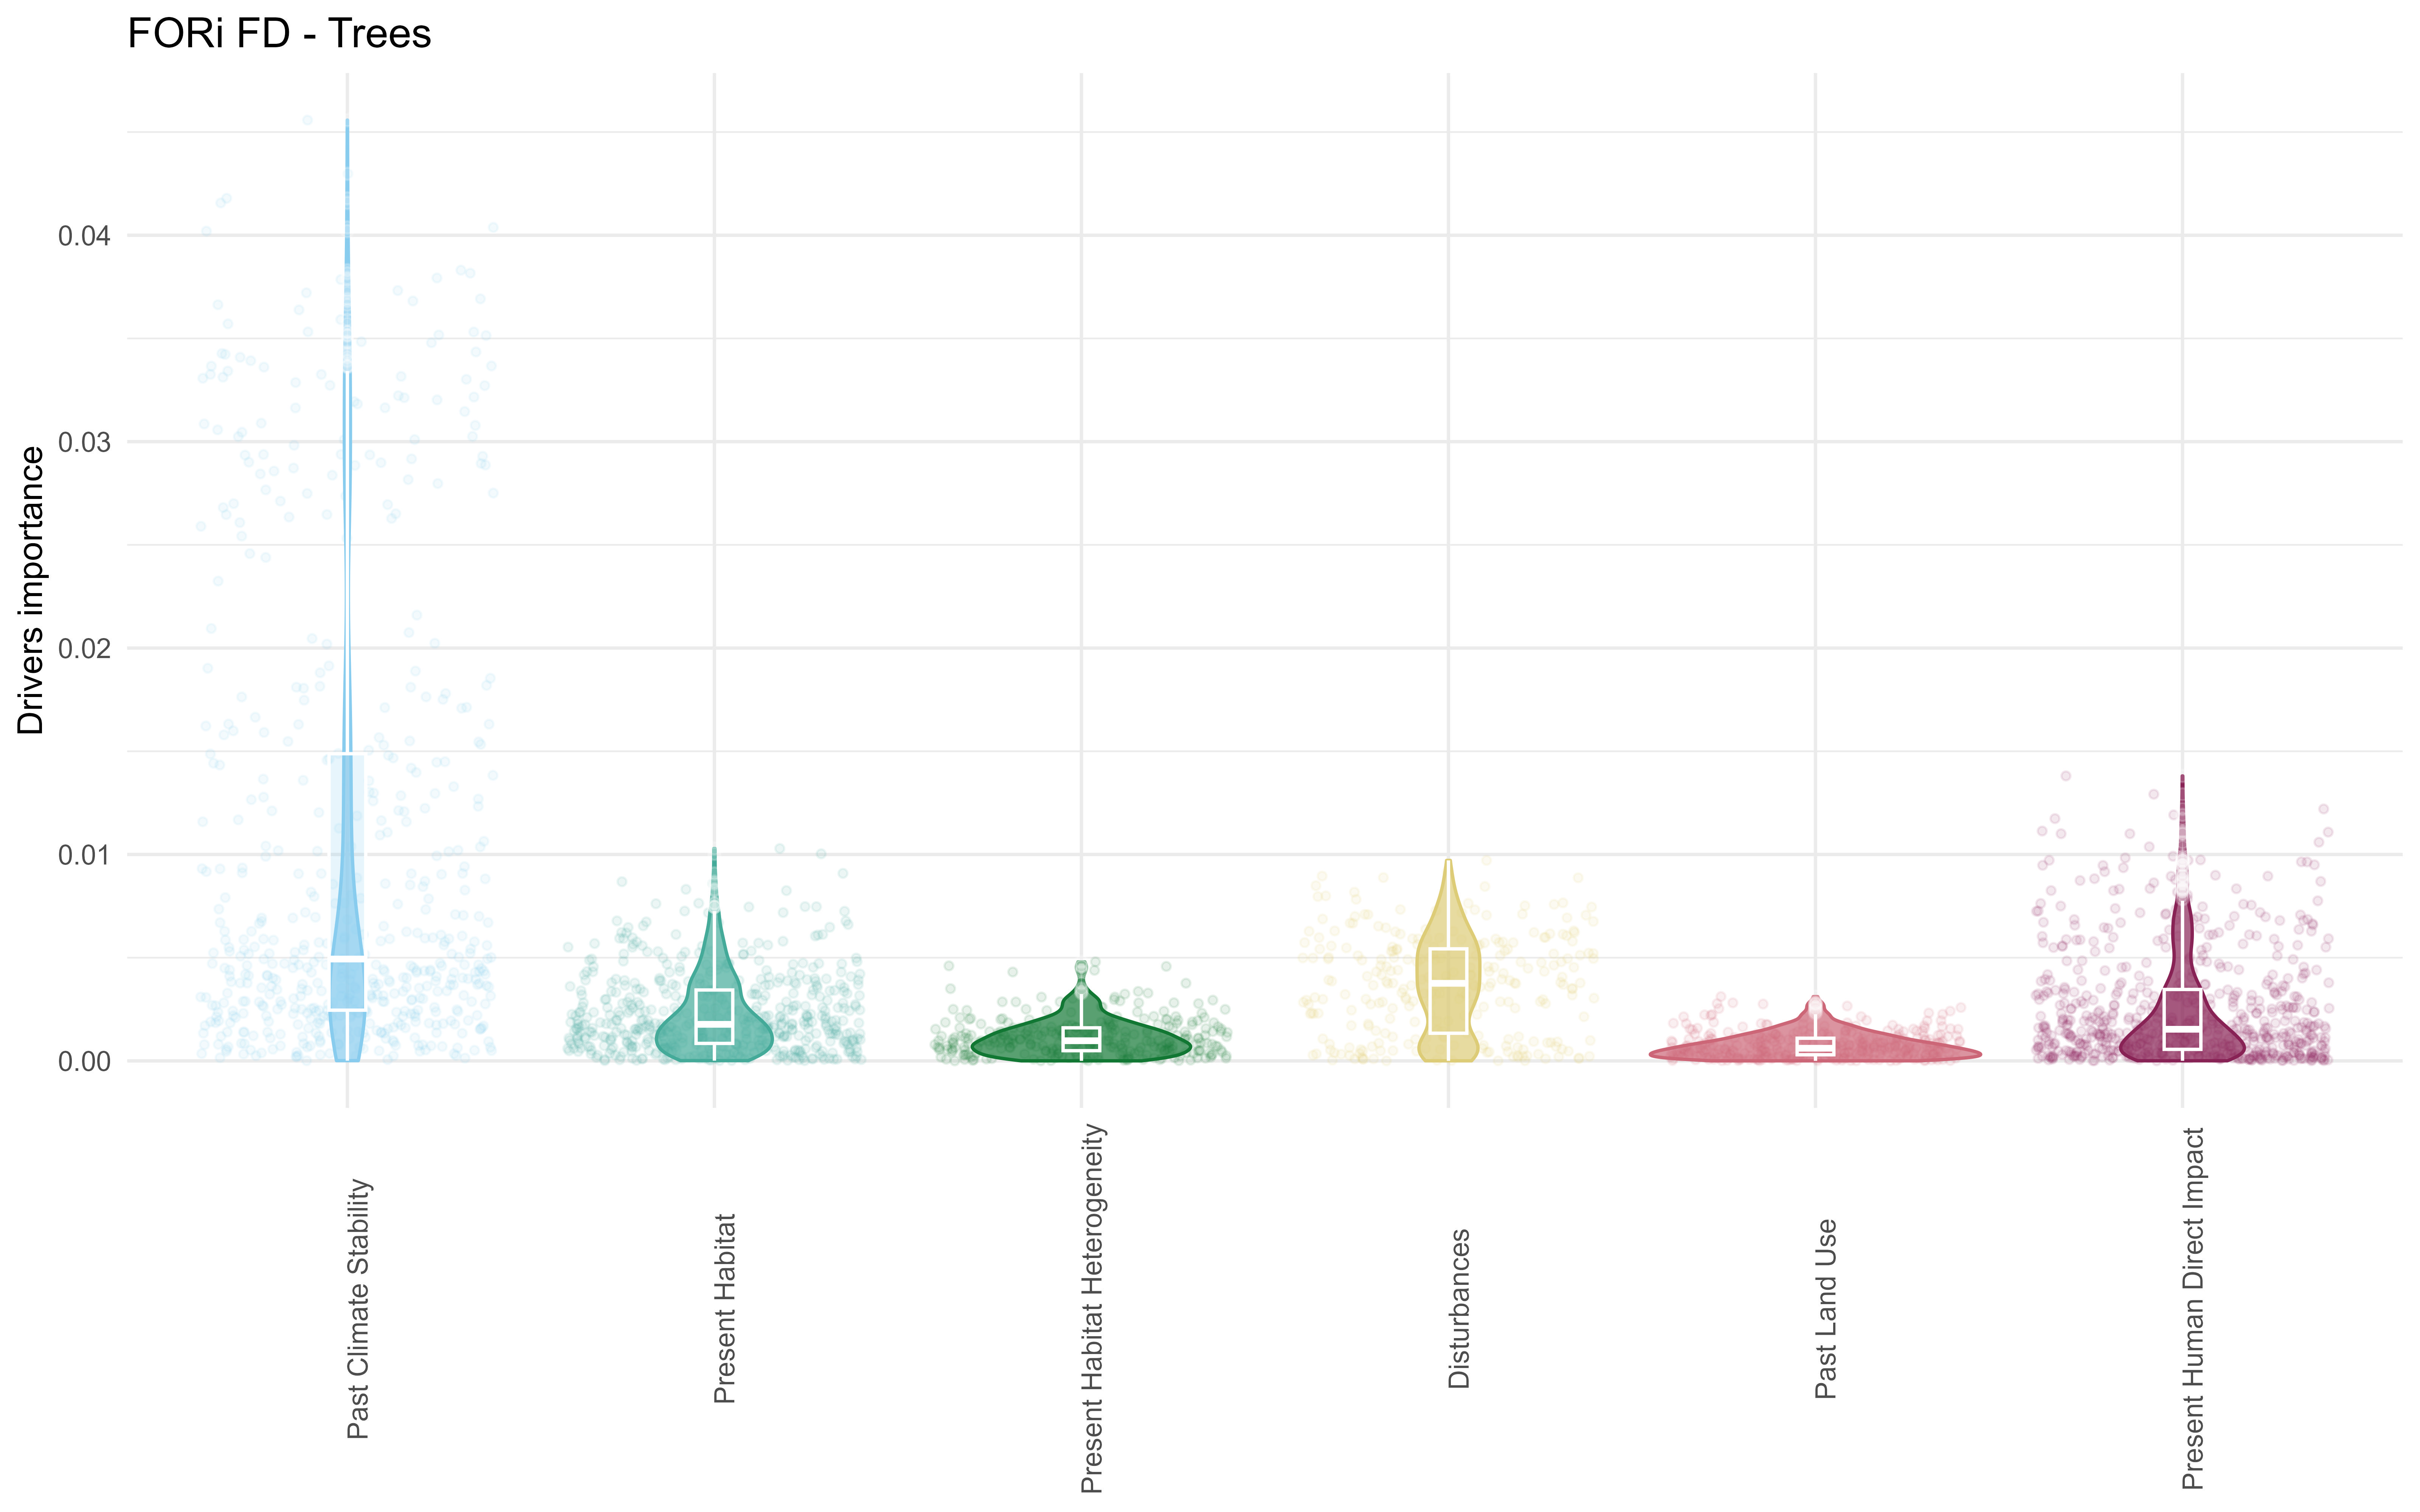 FORi FD - Trees
Drivers importance
0.04
0.03
0.02
0.01
0.00
Past Climate Stability
Present Habitat
Present Habitat Heterogeneity
Disturbances
Past Land Use
Present Human Direct Impact